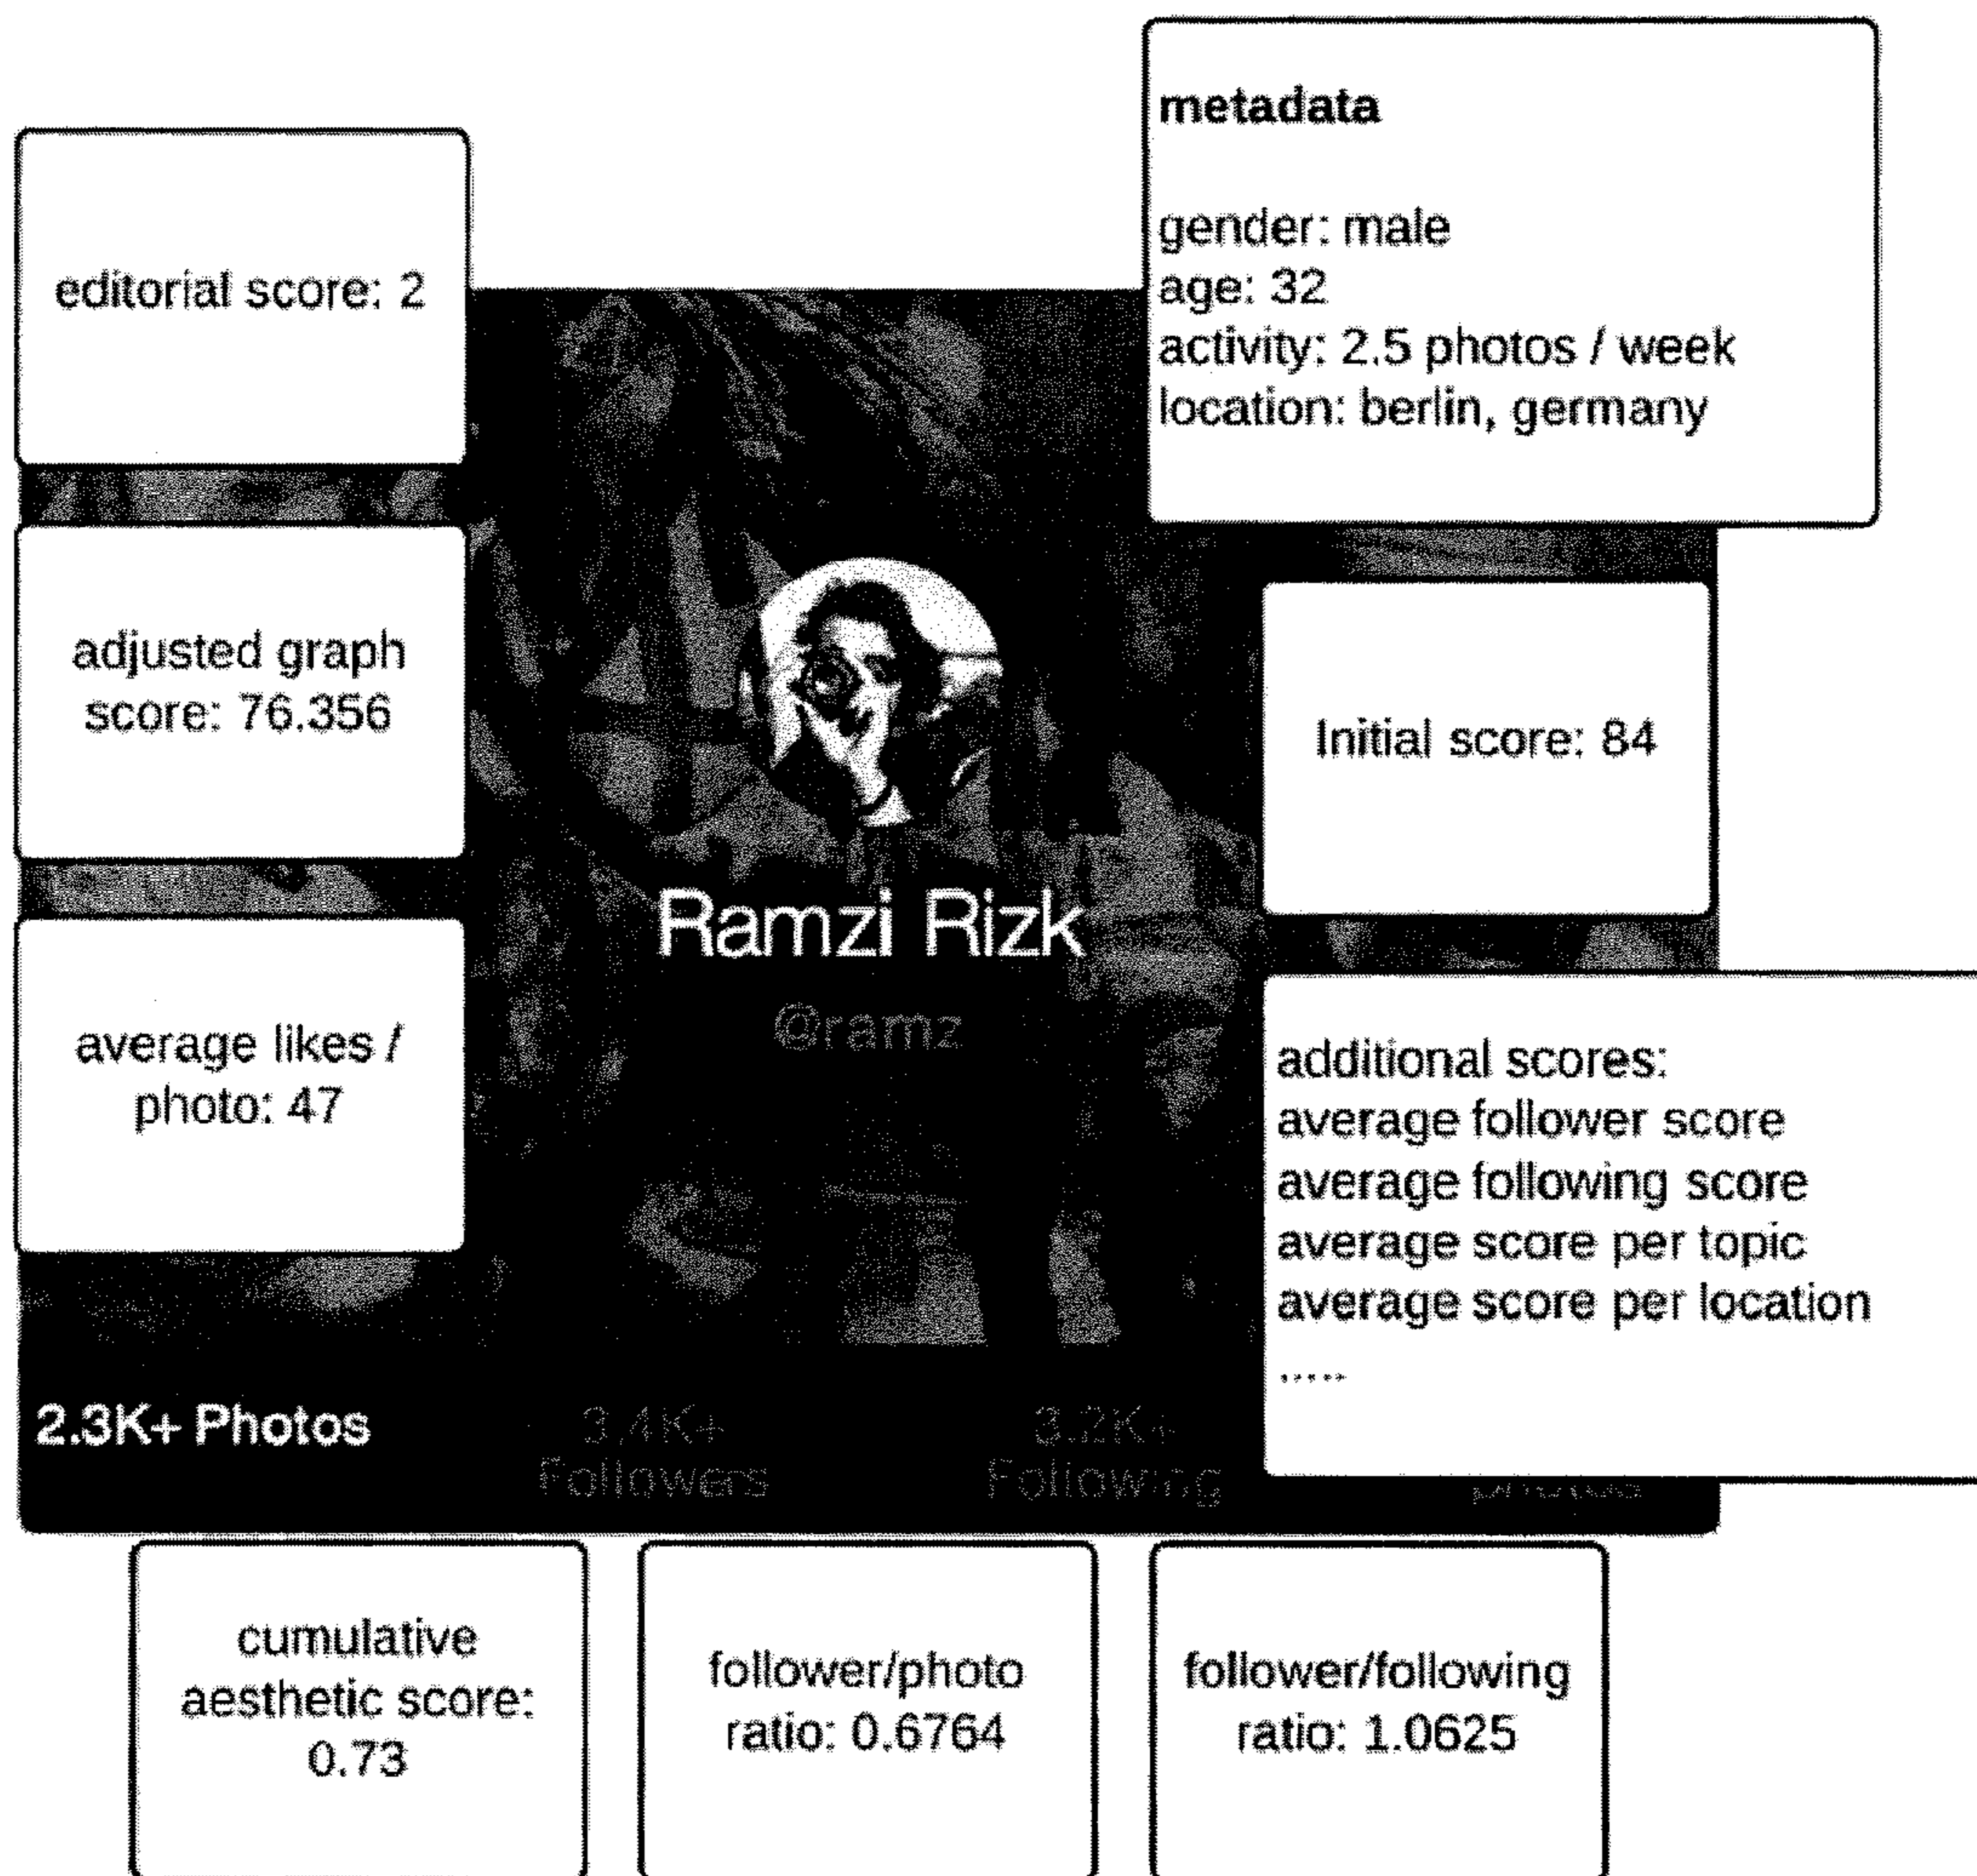 metadata
gender: male
age: 32
activity: 2.5 photos / week
location: berlin, germany
editorial score: 2
adjusted graph
score: 76.356
Initial score: 84
average likes /
photo: 47
Ramzi Rizk
@ramz
additional scores:
average follower score
average following score
average score per topic
average score per location
.....
2.3K+ Photos
3.4K+
Followers
3.2K+
Following
photos
cumulative
aesthetic score:
0.73
follower/photo
ratio: 0.6764
follower/following
ratio: 1.0625